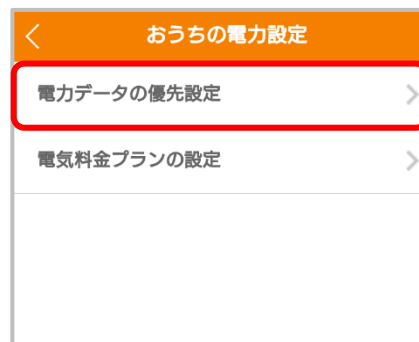 おうちの電力設定
電力データの優先設定
電気料金プランの設定